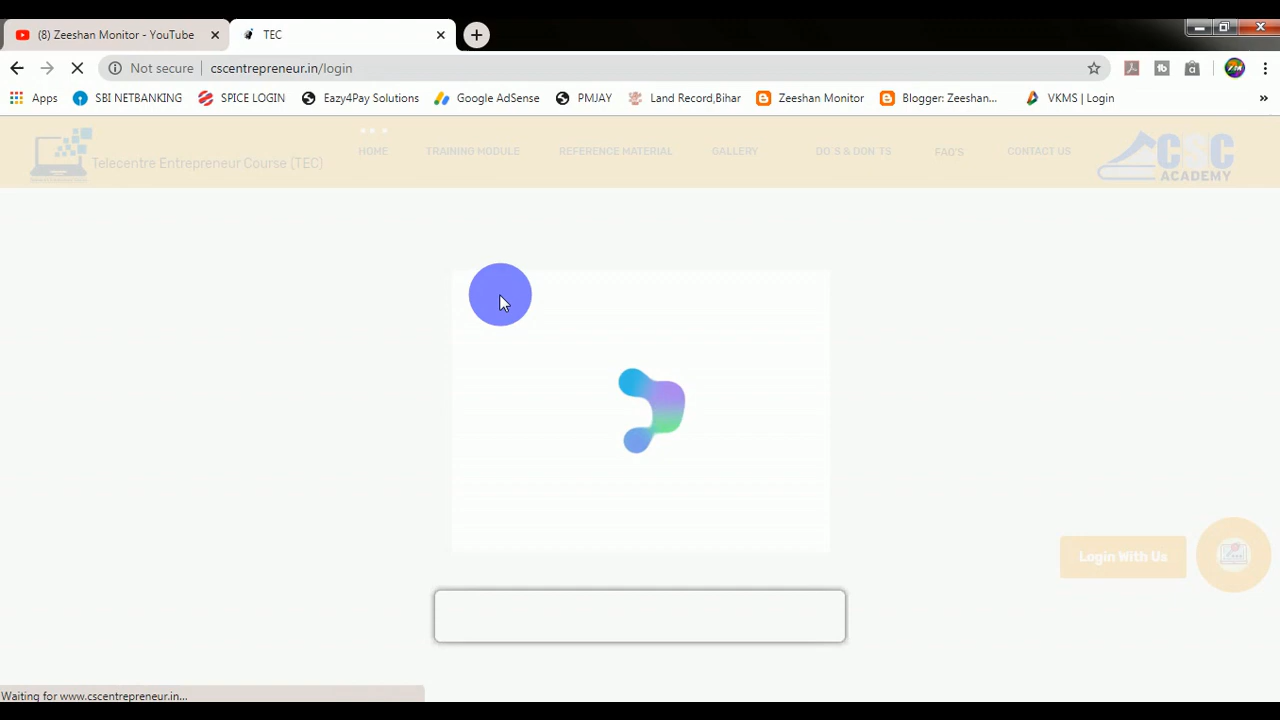 (8) Zeeshan Monitor - YouTube
TEC
Not secure
cscentrepreneur.in/login
Apps
SBI NETBANKING
SPICE LOGIN
Eazy4Pay Solutions
Google AdSense
PMJAY
Land Record,Bihar
Zeeshan Monitor
Blogger: Zeeshan...
VKMS | Login
»
Telecentre Entrepreneur Course (TEC)
HOME
TRAINING MODULE
REFERENCE MATERIAL
GALLERY
DO`S & DON`TS
FAQ'S
CONTACT US
CSC
ACADEMY
Login With Us
Waiting for www.cscentrepreneur.in...